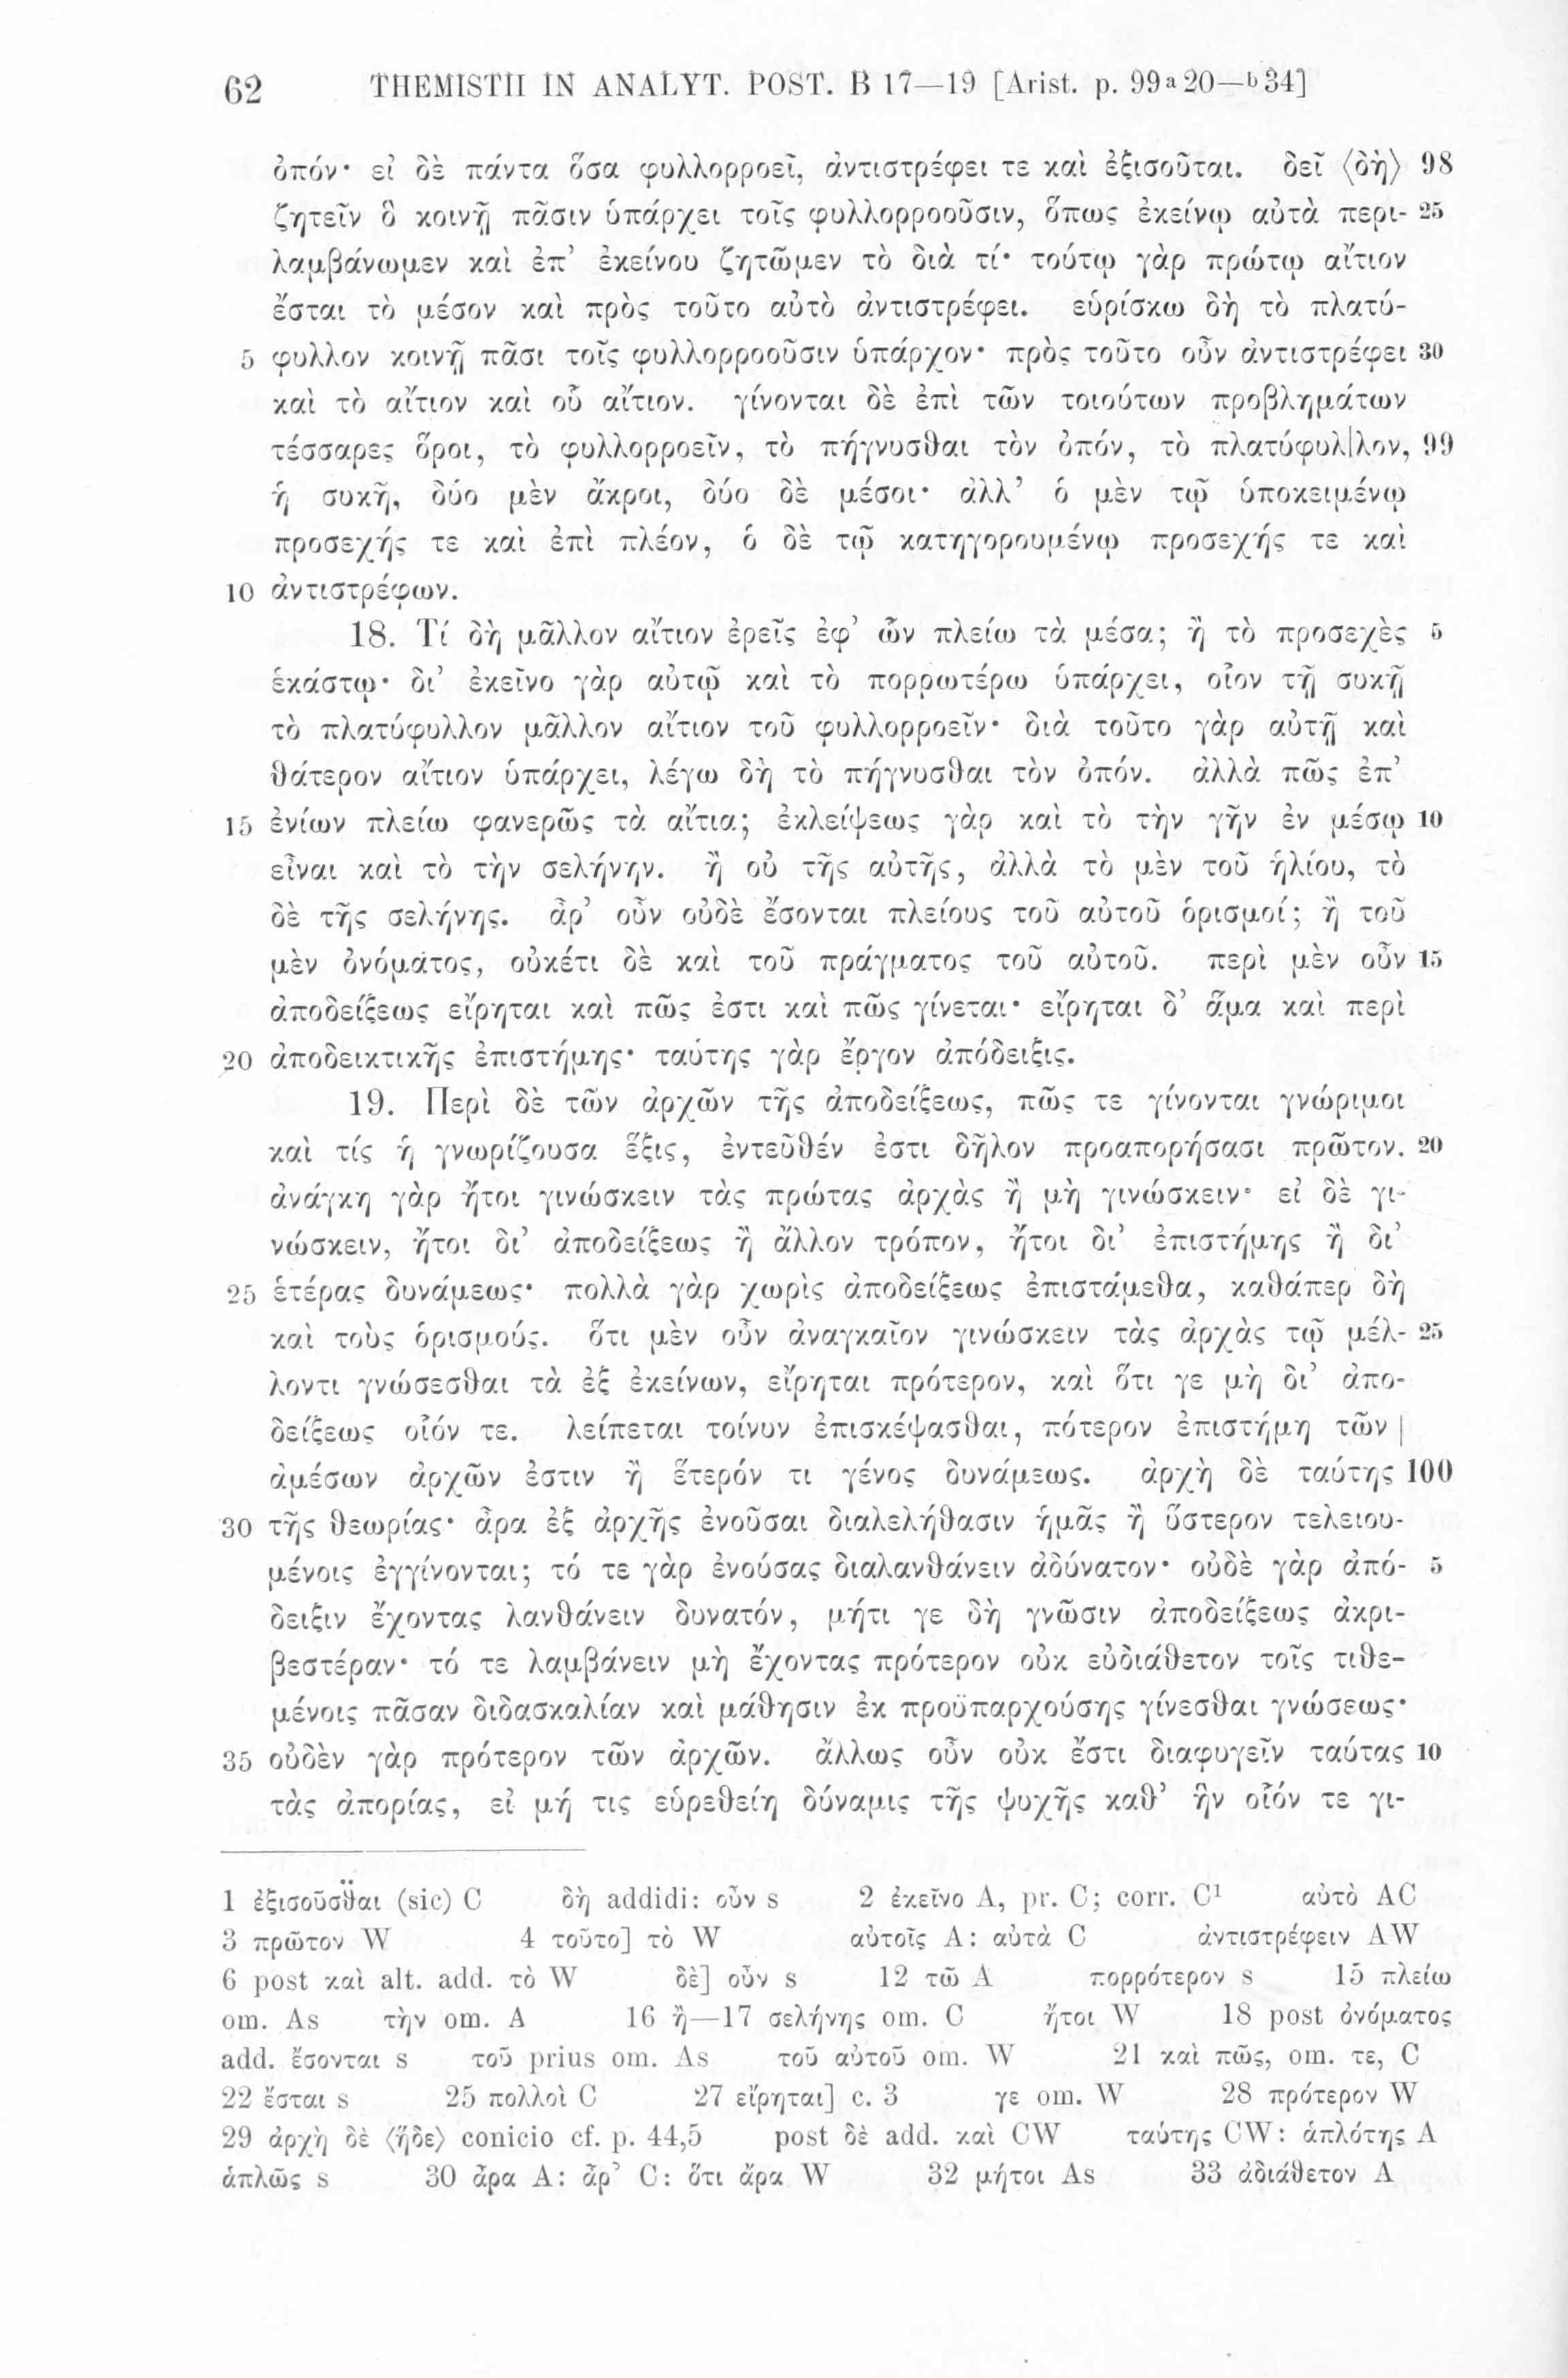 62 THEMISTII IN ANALYT. POST. B 17—19 [Arist. p. 99ᵃ20—ᵇ34]
ὀπόν· εἰ δὲ πάντα ὅσα φυλλορροεῖ, ἀντιστρέφει τε καὶ ἐξισοῦται. δεῖ ⟨δὴ⟩ 98
ζητεῖν ὃ κοινῇ πᾶσιν ὑπάρχει τοῖς φυλλορροοῦσιν, ὅπως ἐκείνῳ αὐτὰ περι- 25
λαμβάνωμεν καὶ ἐπ’ ἐκείνου ζητῶμεν τὸ διὰ τί· τούτῳ γὰρ πρώτῳ αἴτιον
ἔσται τὸ μέσον καὶ πρὸς τοῦτο αὐτὸ ἀντιστρέφει. εὑρίσκω δὴ τὸ πλατύ-
5 φυλλον κοινῇ πᾶσι τοῖς φυλλορροοῦσιν ὑπάρχον· πρὸς τοῦτο οὖν ἀντιστρέφει 30
καὶ τὸ αἴτιον καὶ οὗ αἴτιον. γίνονται δὲ ἐπὶ τῶν τοιούτων προβλημάτων
τέσσαρες ὅροι, τὸ φυλλορροεῖν, τὸ πήγνυσθαι τὸν ὀπόν, τὸ πλατύφυλ|λον, 99
ἡ συκῆ, δύο μὲν ἄκροι, δύο δὲ μέσοι· ἀλλ’ ὁ μὲν τῷ ὑποκειμένῳ
προσεχής τε καὶ ἐπὶ πλέον, ὁ δὲ τῷ κατηγορουμένῳ προσεχής τε καὶ
10 ἀντιστρέφων.
18. Τί δὴ μᾶλλον αἴτιον ἐρεῖς ἐφ’ ὧν πλείω τὰ μέσα; ἢ τὸ προσεχὲς 5
ἑκάστῳ· δι’ ἐκεῖνο γὰρ αὐτῷ καὶ τὸ πορρωτέρω ὑπάρχει, οἷον τῇ συκῇ
τὸ πλατύφυλλον μᾶλλον αἴτιον τοῦ φυλλορροεῖν· διὰ τοῦτο γὰρ αὐτῇ καὶ
θάτερον αἴτιον ὑπάρχει, λέγω δὴ τὸ πήγνυσθαι τὸν ὀπόν. ἀλλὰ πῶς ἐπ’
15 ἐνίων πλείω φανερῶς τὰ αἴτια; ἐκλείψεως γὰρ καὶ τὸ τὴν γῆν ἐν μέσῳ 10
εἶναι καὶ τὸ τὴν σελήνην. ἢ οὐ τῆς αὐτῆς, ἀλλὰ τὸ μὲν τοῦ ἡλίου, τὸ
δὲ τῆς σελήνης. ἆρ’ οὖν οὐδὲ ἔσονται πλείους τοῦ αὐτοῦ ὁρισμοί; ἢ τοῦ
μὲν ὀνόματος, οὐκέτι δὲ καὶ τοῦ πράγματος τοῦ αὐτοῦ. περὶ μὲν οὖν 15
ἀποδείξεως εἴρηται καὶ πῶς ἐστι καὶ πῶς γίνεται· εἴρηται δ’ ἅμα καὶ περὶ
20 ἀποδεικτικῆς ἐπιστήμης· ταύτης γὰρ ἔργον ἀπόδειξις.
19. Περὶ δὲ τῶν ἀρχῶν τῆς ἀποδείξεως, πῶς τε γίνονται γνώριμοι
καὶ τίς ἡ γνωρίζουσα ἕξις, ἐντεῦθέν ἐστι δῆλον προαπορήσασι πρῶτον. 20
ἀνάγκη γὰρ ἤτοι γινώσκειν τὰς πρώτας ἀρχὰς ἢ μὴ γινώσκειν· εἰ δὲ γι-
νώσκειν, ἤτοι δι’ ἀποδείξεως ἢ ἄλλον τρόπον, ἤτοι δι’ ἐπιστήμης ἢ δι’
25 ἑτέρας δυνάμεως· πολλὰ γὰρ χωρὶς ἀποδείξεως ἐπιστάμεθα, καθάπερ δὴ
καὶ τοὺς ὁρισμούς. ὅτι μὲν οὖν ἀναγκαῖον γινώσκειν τὰς ἀρχὰς τῷ μέλ- 25
λοντι γνώσεσθαι τὰ ἐξ ἐκείνων, εἴρηται πρότερον, καὶ ὅτι γε μὴ δι’ ἀπο-
δείξεως οἷόν τε. λείπεται τοίνυν ἐπισκέψασθαι, πότερον ἐπιστήμη τῶν |
ἀμέσων ἀρχῶν ἐστιν ἢ ἕτερόν τι γένος δυνάμεως. ἀρχὴ δὲ ταύτης 100
30 τῆς θεωρίας· ἆρα ἐξ ἀρχῆς ἐνοῦσαι διαλελήθασιν ἡμᾶς ἢ ὕστερον τελειου-
μένοις ἐγγίνονται; τό τε γὰρ ἐνούσας διαλανθάνειν ἀδύνατον· οὐδὲ γὰρ ἀπό- 5
δειξιν ἔχοντας λανθάνειν δυνατόν, μήτι γε δὴ γνῶσιν ἀποδείξεως ἀκρι-
βεστέραν· τό τε λαμβάνειν μὴ ἔχοντας πρότερον οὐκ εὐδιάθετον τοῖς τιθε-
μένοις πᾶσαν διδασκαλίαν καὶ μάθησιν ἐκ προϋπαρχούσης γίνεσθαι γνώσεως·
35 οὐδὲν γὰρ πρότερον τῶν ἀρχῶν. ἄλλως οὖν οὐκ ἔστι διαφυγεῖν ταύτας 10
τὰς ἀπορίας, εἰ μή τις εὑρεθείη δύναμις τῆς ψυχῆς καθ’ ἣν οἷόν τε γι-
1 ἐξισοῦσθαι (sic) C δὴ addidi: οὖν s 2 ἐκεῖνο A, pr. C; corr. C¹ αὐτὸ AC
3 πρῶτον W 4 τοῦτο] τὸ W αὐτοῖς A: αὐτὰ C ἀντιστρέφειν AW
6 post καὶ alt. add. τὸ W δὲ] οὖν s 12 τῶ A πορρότερον s 15 πλείω
om. As τὴν om. A 16 ἢ—17 σελήνης om. C ἤτοι W 18 post ὀνόματος
add. ἔσονται s τοῦ prius om. As τοῦ αὐτοῦ om. W 21 καὶ πῶς, om. τε, C
22 ἔσται s 25 πολλοὶ C 27 εἴρηται] c. 3 γε om. W 28 πρότερον W
29 ἀρχὴ δὲ ⟨ἥδε⟩ conicio cf. p. 44,5 post δὲ add. καὶ CW ταύτης CW: ἁπλότης A
ἁπλῶς s 30 ἆρα A: ἆρ’ C: ὅτι ἄρα W 32 μήτοι As 33 ἀδιάθετον A